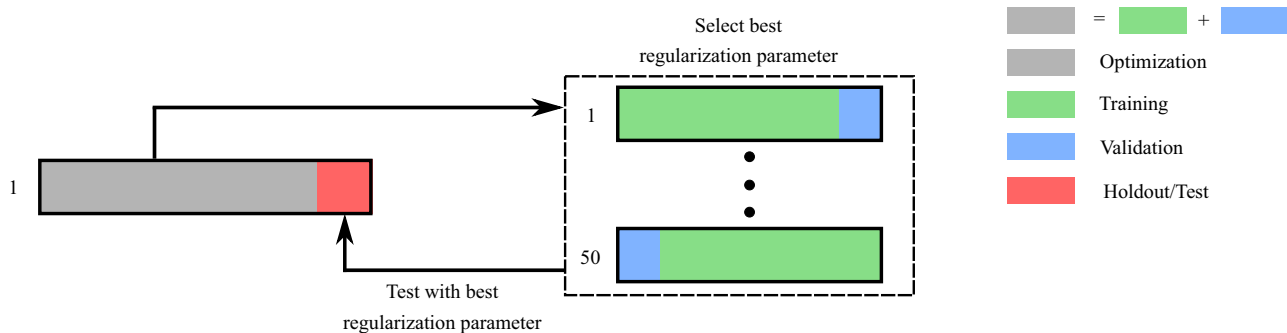 Select best
regularization parameter
1
1
50
Test with best
regularization parameter
= +
Optimization
Training
Validation
Holdout/Test